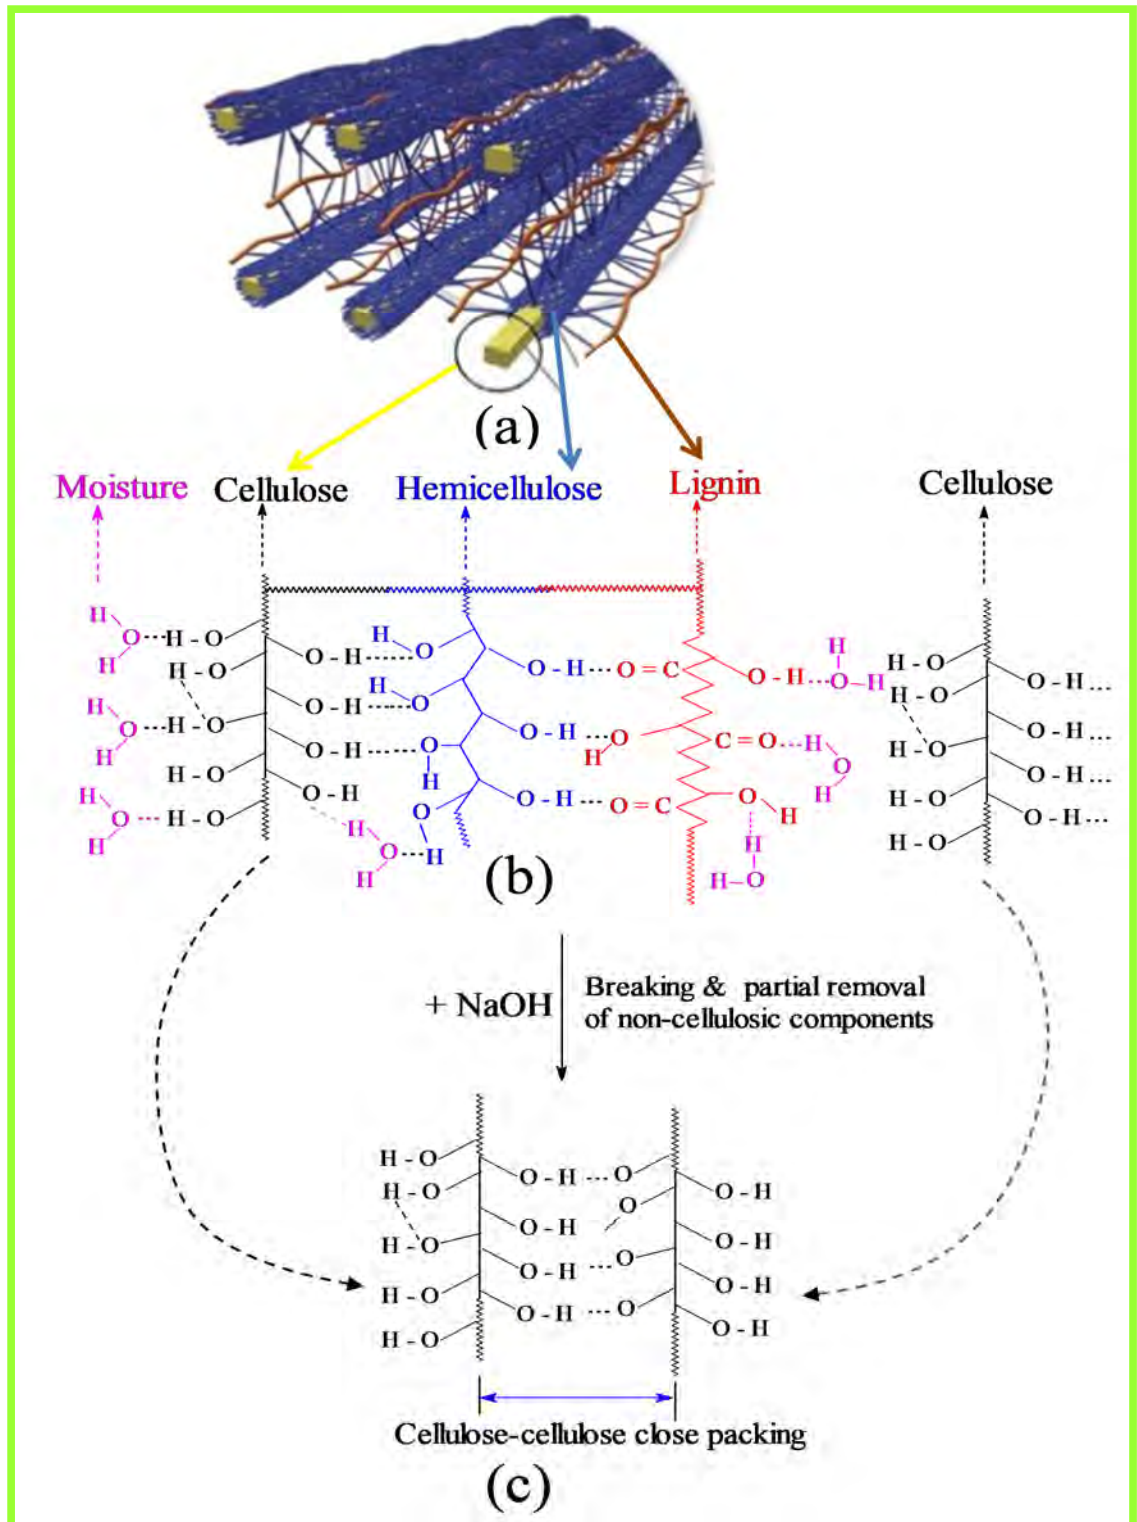 (a)
Moisture Cellulose Hemicellulose Lignin Cellulose
H H
O H-O H-O O=C O-H O H H-O
H H-O O-H O-H H-O O-H
H H-O O-H H-O O-H C=O H H-O O-H
O H-O O-H O O-H O O H-O O-H
H H H H
H H-O O-H O-H O=C O H-O O-H
O H-O O H H H-O
H H O H H H-O
(b)
+ NaOH
Breaking & partial removal
of non-cellulosic components
H-O O-H O O-H
H-O O-H O O-H
H-O O-H O O-H
H-O O-H O O-H
H-O
Cellulose-cellulose close packing
(c)